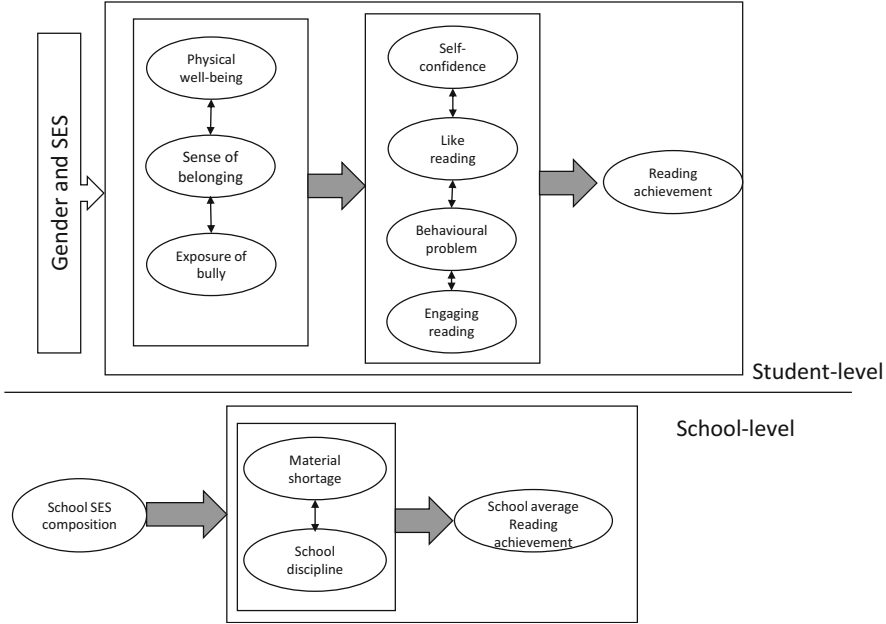 Gender and SES
Physical
well-being
Sense of
belonging
Exposure of
bully
Self-
confidence
Like
reading
Behavioural
problem
Engaging
reading
Reading
achievement
Student-level
School-level
School SES
composition
Material
shortage
School
discipline
School average
Reading
achievement